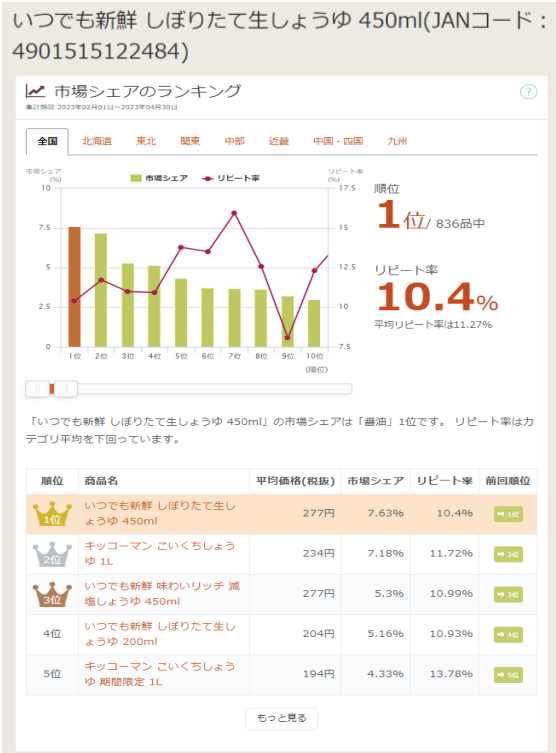 いつでも新鮮 しぼりたて生しょうゆ 450ml(JANコード：
4901515122484)
市場シェアのランキング
?
集計期間:2023年02月01日～2023年04月30日
全国 北海道 東北 関東 中部 近畿 中国・四国 九州
市場シェア
(%)
市場シェア リピート率
リピート率
(%)
10
7.5
5
2.5
0
17.5
15
12.5
10
7.5
1位 2位 3位 4位 5位 6位 7位 8位 9位 10位
(順位)
順位
1位/ 836品中
リピート率
10.4%
平均リピート率は11.27%
「いつでも新鮮 しぼりたて生しょうゆ 450ml」の市場シェアは「醤油」1位です。 リピート率はカ
テゴリ平均を下回っています。
順位 商品名 平均価格(税抜) 市場シェア リピート率 前回順位
1位 いつでも新鮮 しぼりたて生し
ょうゆ 450ml 277円 7.63% 10.4% 1位
2位 キッコーマン こいくちしょう
ゆ 1L 234円 7.18% 11.72% 2位
3位 いつでも新鮮 味わいリッチ 減
塩しょうゆ 450ml 277円 5.3% 10.99% 3位
4位 いつでも新鮮 しぼりたて生し
ょうゆ 200ml 204円 5.16% 10.93% 4位
5位 キッコーマン こいくちしょう
ゆ 期間限定 1L 194円 4.33% 13.78% 5位
もっと見る